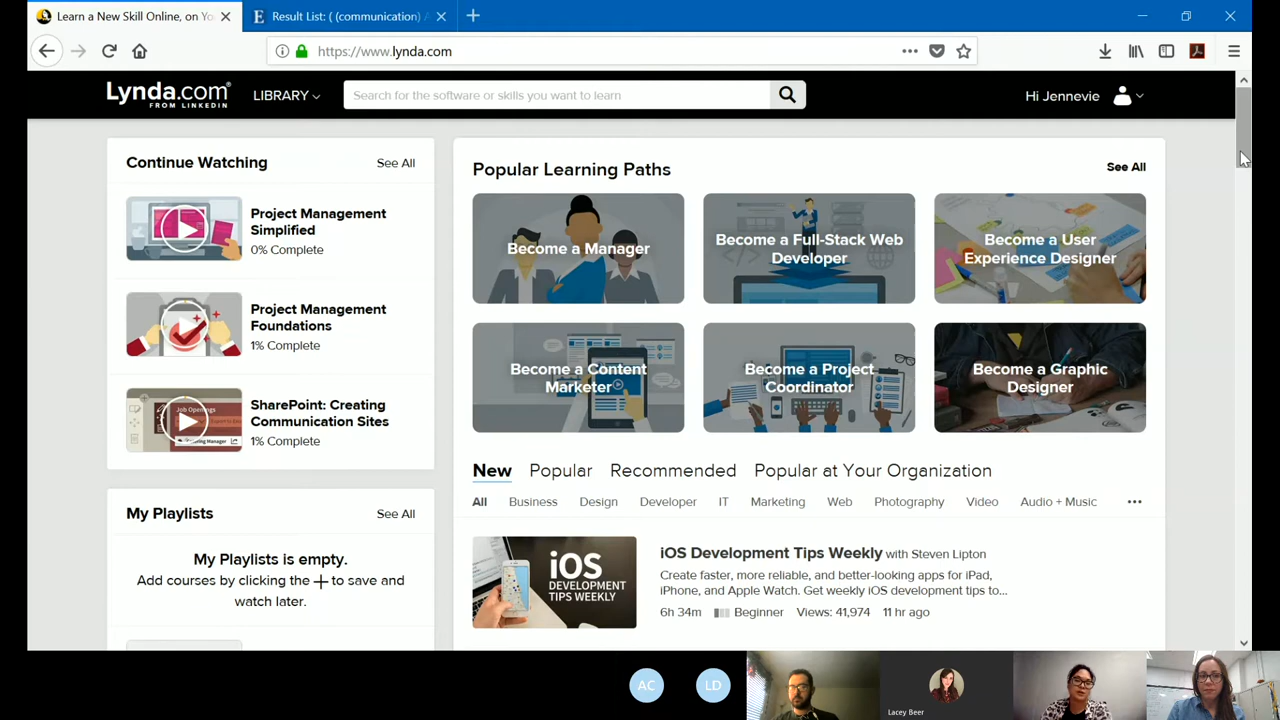 Learn a New Skill Online, on Yo
Result List: ( (communication) A
https://www.lynda.com
Lynda.com®
FROM LINKEDIN
LIBRARY
Search for the software or skills you want to learn
Hi Jennevie
Continue Watching
See All
Project Management
Simplified
0% Complete
Project Management
Foundations
1% Complete
Job Openings
SharePoint: Creating
Communication Sites
1% Complete
My Playlists
See All
My Playlists is empty.
Add courses by clicking the + to save and
watch later.
Popular Learning Paths
See All
Become a Manager
Become a Full-Stack Web
Developer
Become a User
Experience Designer
Become a Content
Marketer
Become a Project
Coordinator
Become a Graphic
Designer
New Popular Recommended Popular at Your Organization
All Business Design Developer IT Marketing Web Photography Video Audio + Music
iOS
DEVELOPMENT
TIPS WEEKLY
iOS Development Tips Weekly with Steven Lipton
Create faster, more reliable, and better-looking apps for iPad,
iPhone, and Apple Watch. Get weekly iOS development tips to...
6h 34m Beginner Views: 41,974 11 hr ago
AC
LD
Lacey Beer